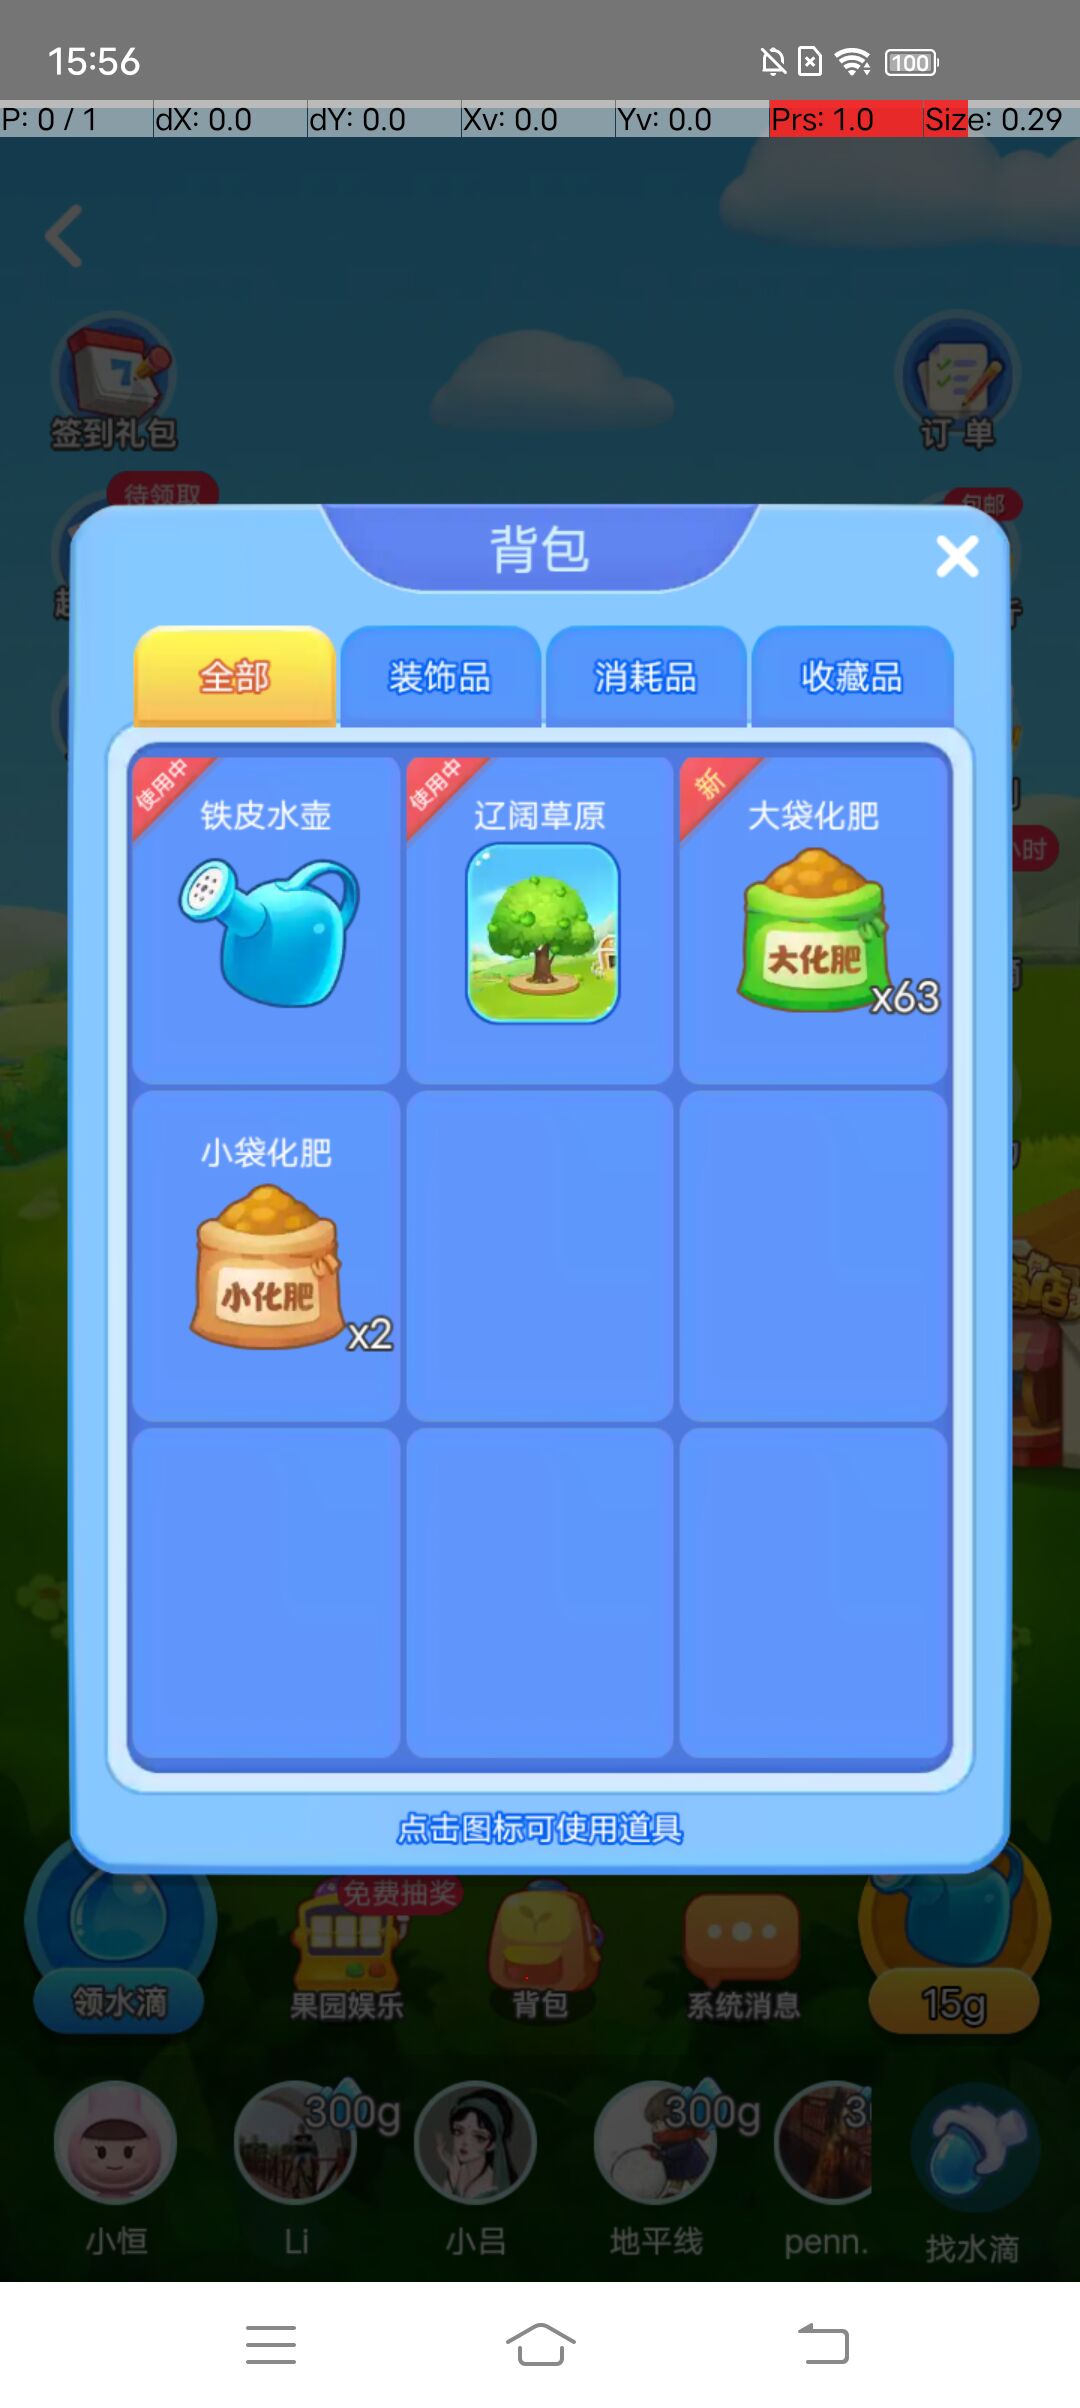 15:56
100
P: 0 / 1
dX: 0.0
dY: 0.0
Xv: 0.0
Yv: 0.0
Prs: 1.0
Size: 0.29
7
签到礼包
订单
待领取
包邮
背包
全部
装饰品
消耗品
收藏品
使用中
铁皮水壶
使用中
辽阔草原
新
大袋化肥
大化肥
x63
小时
小袋化肥
小化肥
x2
点击图标可使用道具
免费抽奖
领水滴
果园娱乐
背包
系统消息
15g
300g
300g
小恒
Li
小吕
地平线
penn.
找水滴